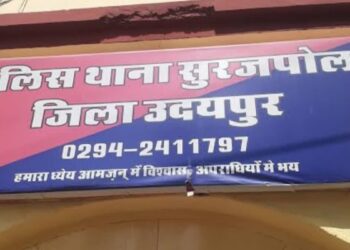 लिस थाना सुरजपोल
जिला उदयपुर
0294-2411797
हमारा ध्येय आमजन् में विश्वास, अपराधियों मे भय